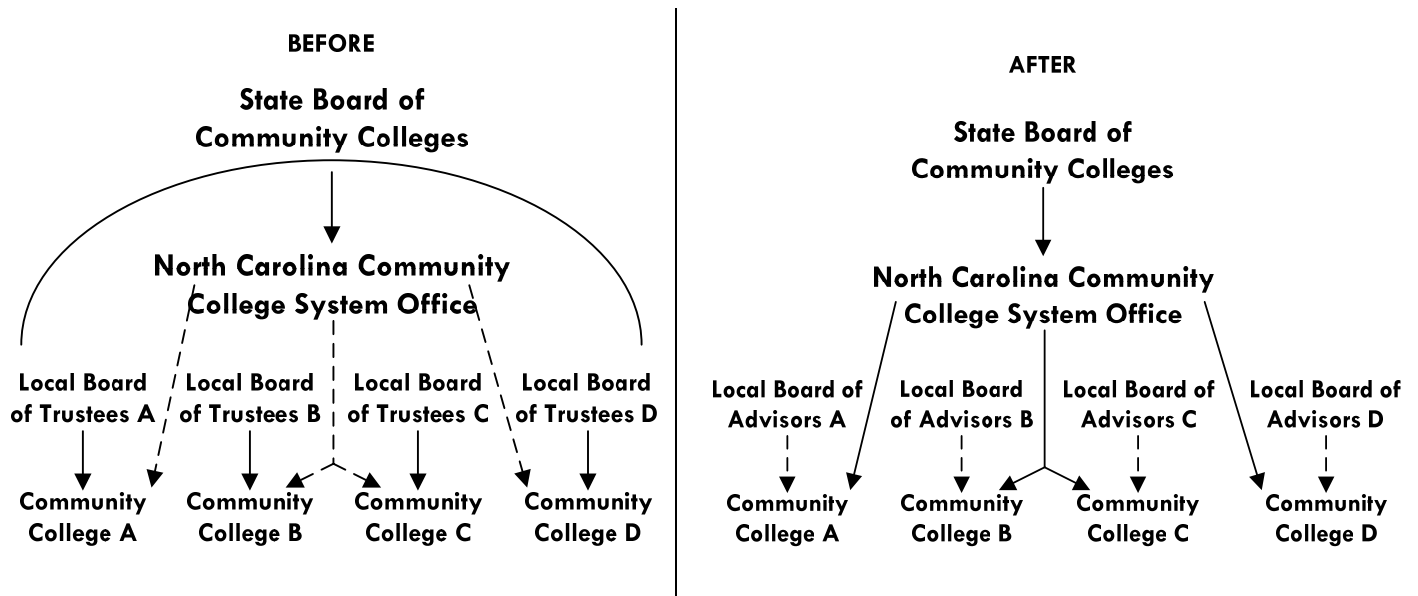 BEFORE
State Board of
Community Colleges
North Carolina Community
College System Office
Local Board
of Trustees A
Local Board
of Trustees B
Local Board
of Trustees C
Local Board
of Trustees D
Community
College A
Community
College B
Community
College C
Community
College D
AFTER
State Board of
Community Colleges
North Carolina Community
College System Office
Local Board of
Advisors A
Local Board
of Advisors B
Local Board of
Advisors C
Local Board of
Advisors D
Community
College A
Community
College B
Community
College C
Community
College D